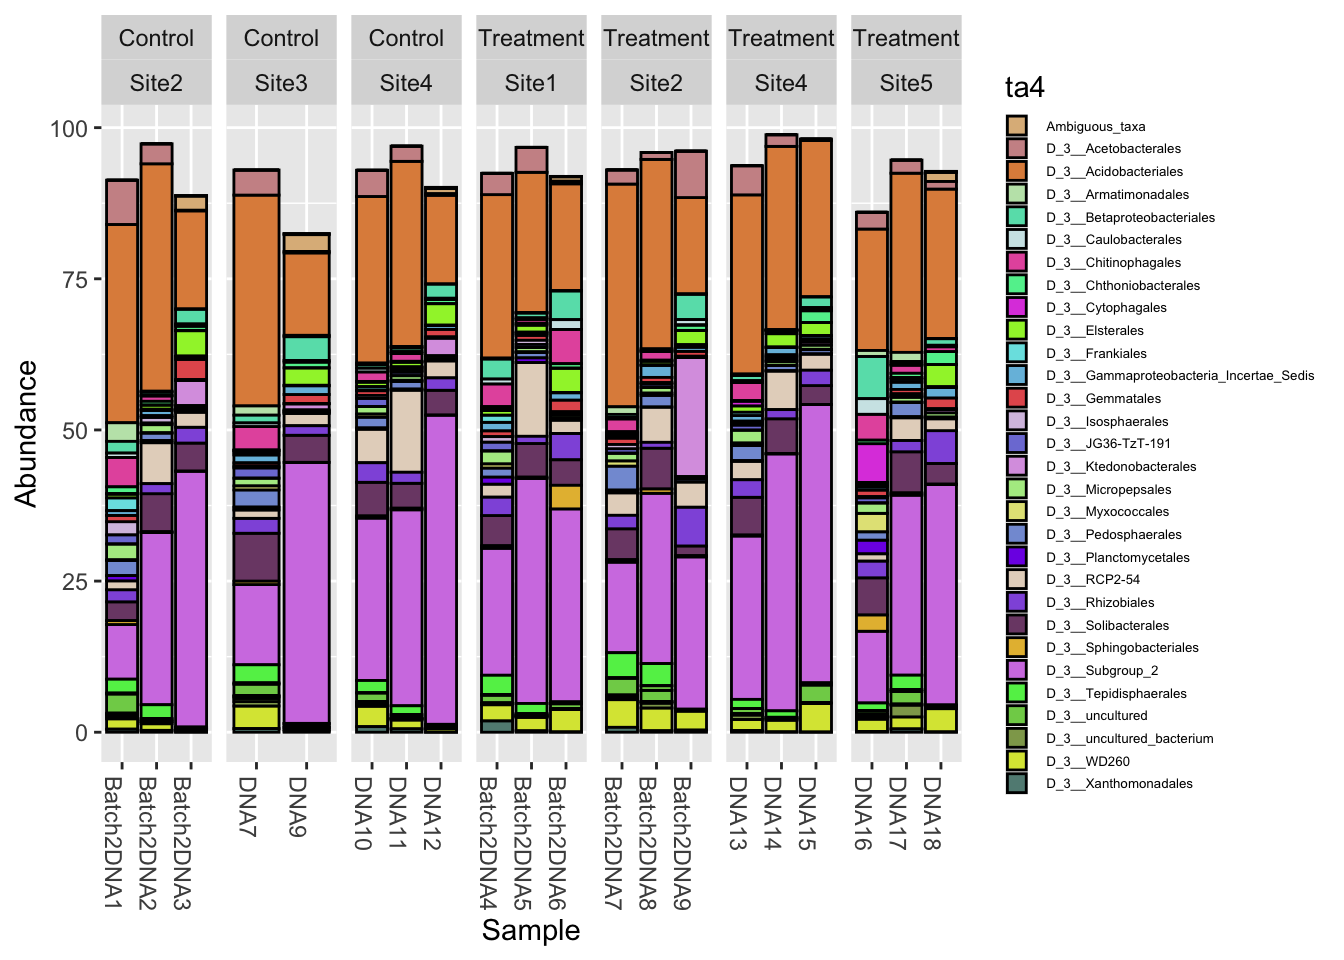 Control Control Control Treatment Treatment Treatment Treatment
Site2 Site3 Site4 Site1 Site2 Site4 Site5
100
75
50
25
0
Abundance
Batch2DNA1
Batch2DNA2
Batch2DNA3
DNA7
DNA9
DNA10
DNA11
DNA12
Batch2DNA4
Batch2DNA5
Batch2DNA6
Batch2DNA7
Batch2DNA8
Batch2DNA9
DNA13
DNA14
DNA15
DNA16
DNA17
DNA18
Sample
ta4
Ambiguous_taxa
D_3__Acetobacterales
D_3__Acidobacteriales
D_3__Armatimonadales
D_3__Betaproteobacteriales
D_3__Caulobacterales
D_3__Chitinophagales
D_3__Chthoniobacterales
D_3__Cytophagales
D_3__Elsterales
D_3__Frankiales
D_3__Gammaproteobacteria_Incertae_Sedis
D_3__Gemmatales
D_3__Isosphaerales
D_3__JG36-TzT-191
D_3__Ktedonobacterales
D_3__Micropepsales
D_3__Myxococcales
D_3__Pedosphaerales
D_3__Planctomycetales
D_3__RCP2-54
D_3__Rhizobiales
D_3__Solibacterales
D_3__Sphingobacteriales
D_3__Subgroup_2
D_3__Tepidisphaerales
D_3__uncultured
D_3__uncultured_bacterium
D_3__WD260
D_3__Xanthomonadales